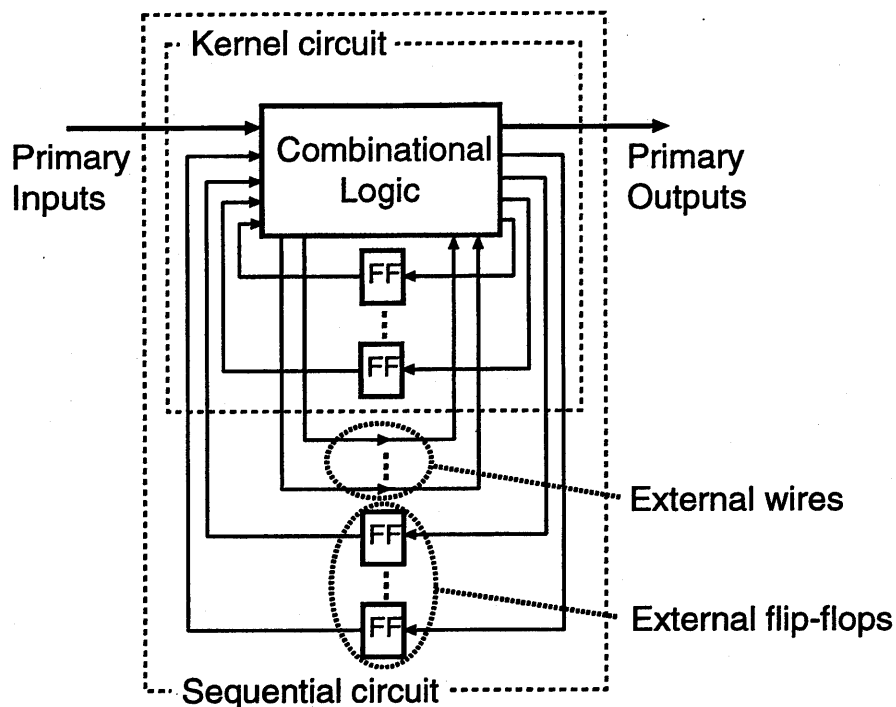 Kernel circuit
Primary
Inputs
Combinational
Logic
Primary
Outputs
FF
FF
External wires
FF
FF
External flip-flops
Sequential circuit